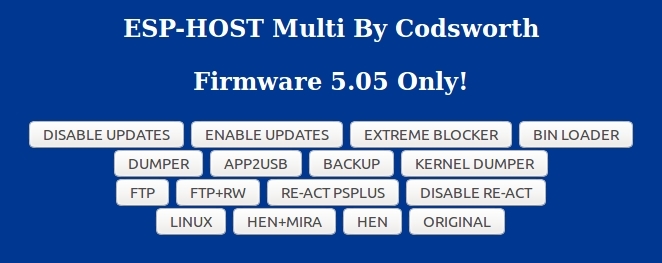 ESP-HOST Multi By Codsworth
Firmware 5.05 Only!
DISABLE UPDATES ENABLE UPDATES EXTREME BLOCKER BIN LOADER
DUMPER APP2USB BACKUP KERNEL DUMPER
FTP FTP+RW RE-ACT PSPLUS DISABLE RE-ACT
LINUX HEN+MIRA HEN ORIGINAL